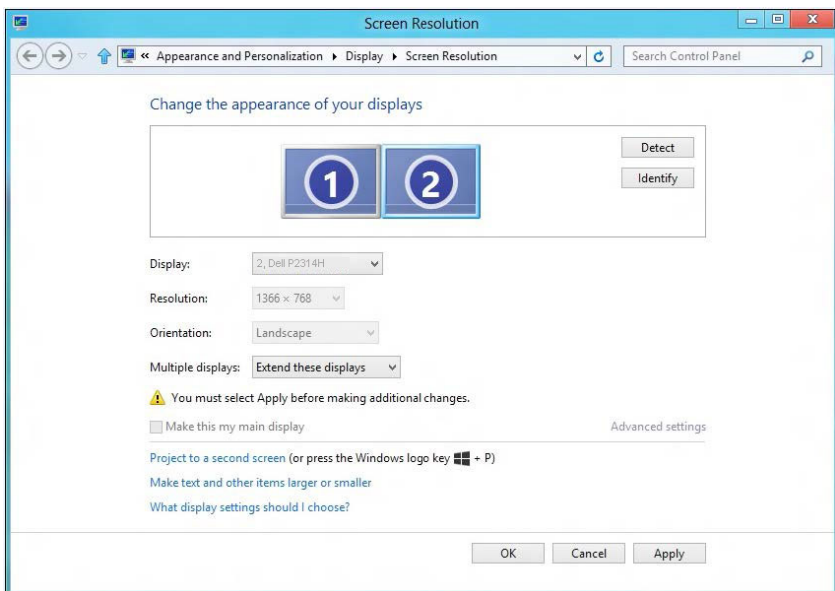 Screen Resolution
« Appearance and Personalization ▸ Display ▸ Screen Resolution
Search Control Panel
Change the appearance of your displays
1 2
Detect
Identify
Display: 2, Dell P2314H
Resolution: 1366 × 768
Orientation: Landscape
Multiple displays: Extend these displays
You must select Apply before making additional changes.
Make this my main display Advanced settings
Project to a second screen (or press the Windows logo key + P)
Make text and other items larger or smaller
What display settings should I choose?
OK Cancel Apply